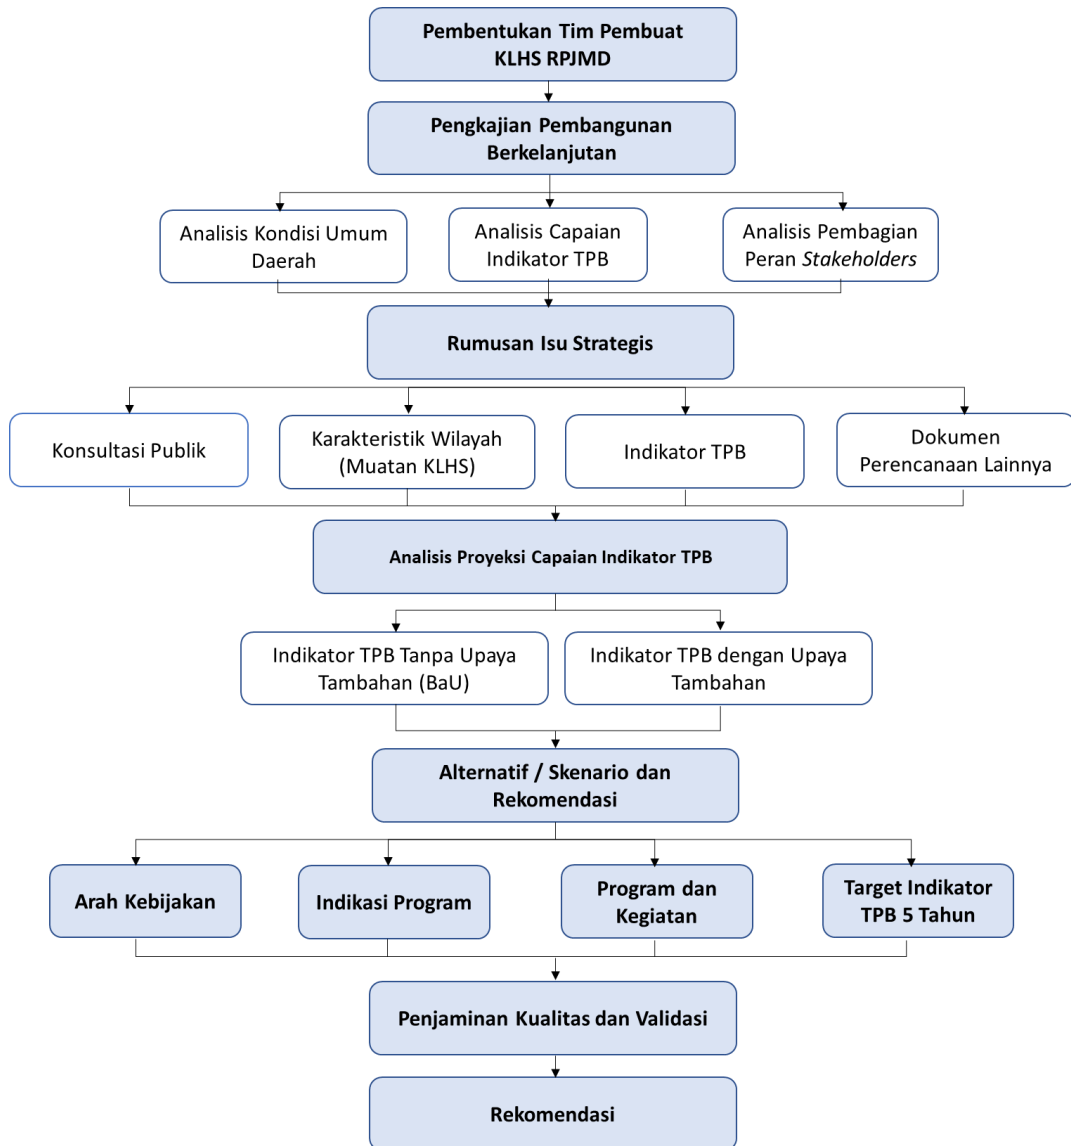 Pembentukan Tim Pembuat
KLHS RPJMD
Pengkajian Pembangunan
Berkelanjutan
Analisis Kondisi Umum
Daerah
Analisis Capaian
Indikator TPB
Analisis Pembagian
Peran Stakeholders
Rumusan Isu Strategis
Konsultasi Publik
Karakteristik Wilayah
(Muatan KLHS)
Indikator TPB
Dokumen
Perencanaan Lainnya
Analisis Proyeksi Capaian Indikator TPB
Indikator TPB Tanpa Upaya
Tambahan (BaU)
Indikator TPB dengan Upaya
Tambahan
Alternatif / Skenario dan
Rekomendasi
Arah Kebijakan
Indikasi Program
Program dan
Kegiatan
Target Indikator
TPB 5 Tahun
Penjaminan Kualitas dan Validasi
Rekomendasi